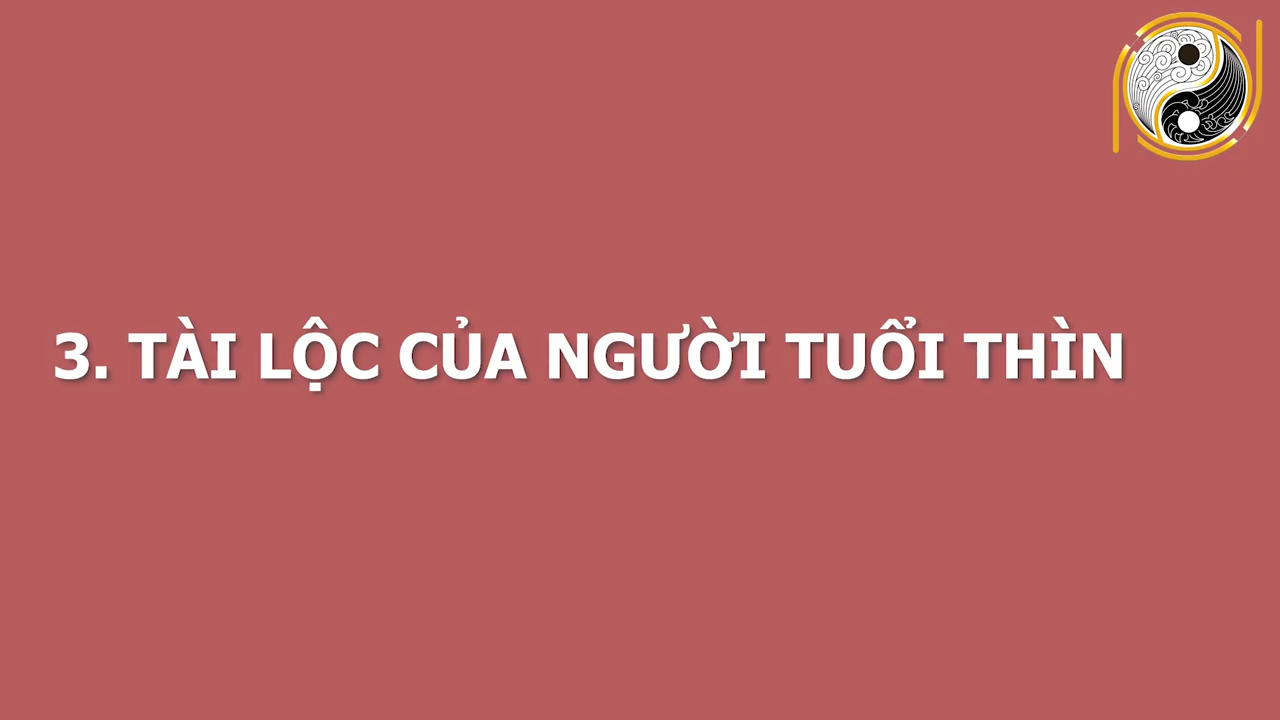 3. TÀI LỘC CỦA NGƯỜI TUỔI THÌN